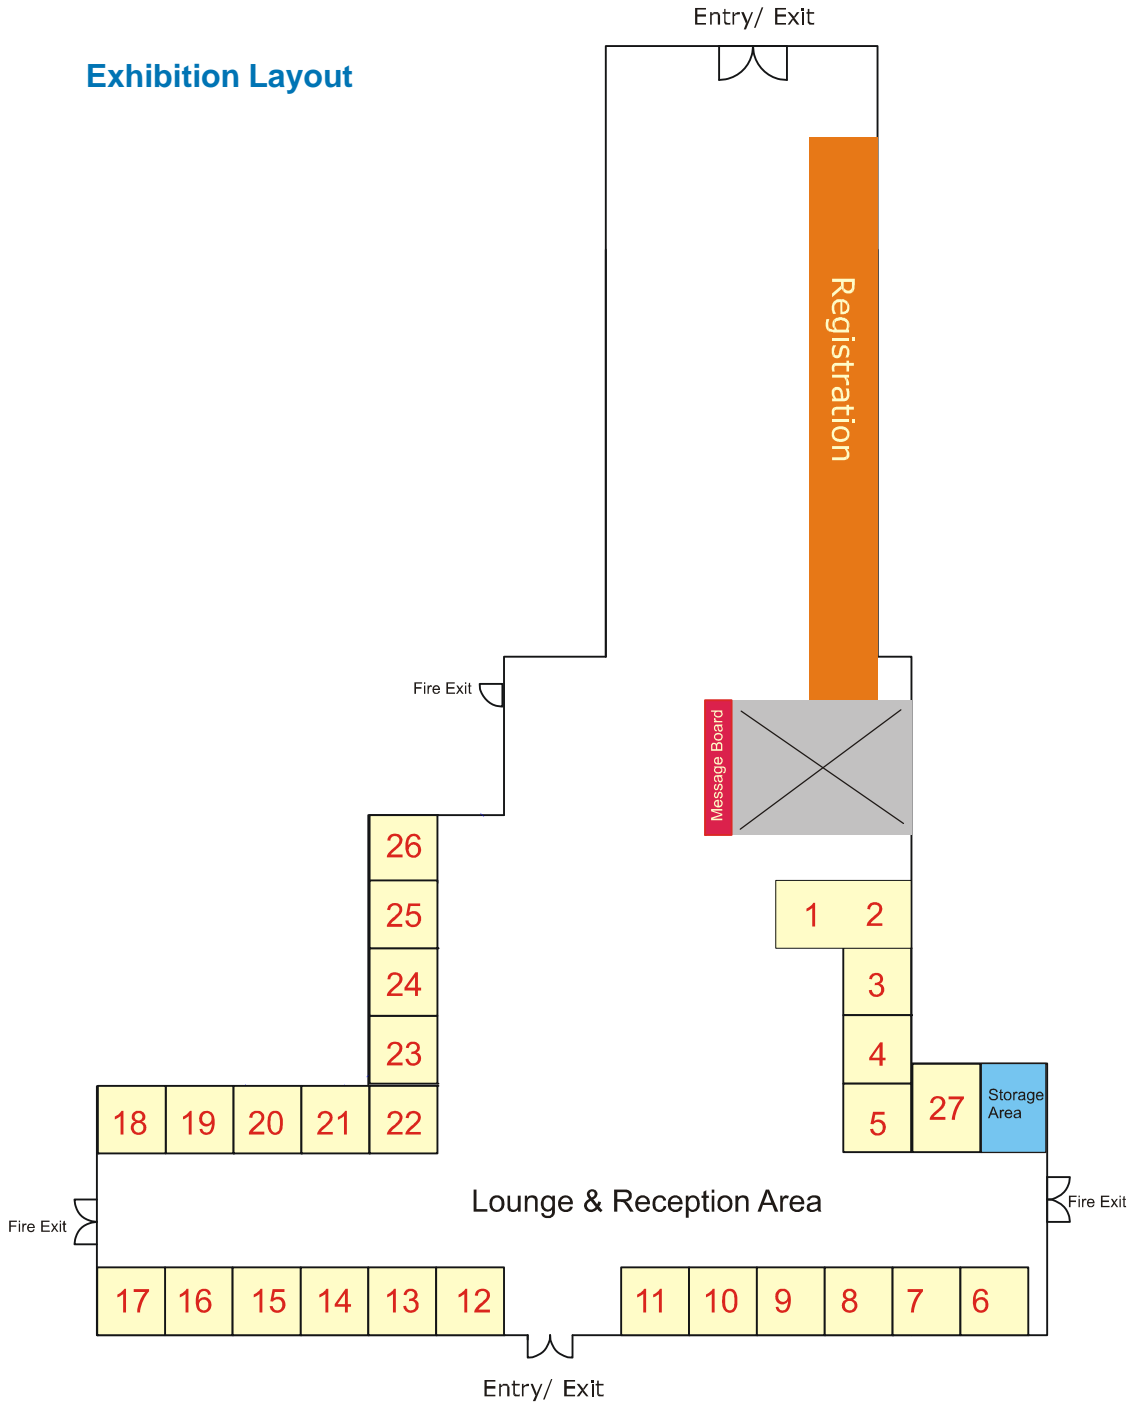 Entry/ Exit
Exhibition Layout
Registration
Fire Exit
Message Board
26
25
1 2
24
3
23
4
18 19 20 21 22
5
27
Storage
Area
Lounge & Reception Area
Fire Exit
Fire Exit
17 16 15 14 13 12
11 10 9 8 7 6
Entry/ Exit